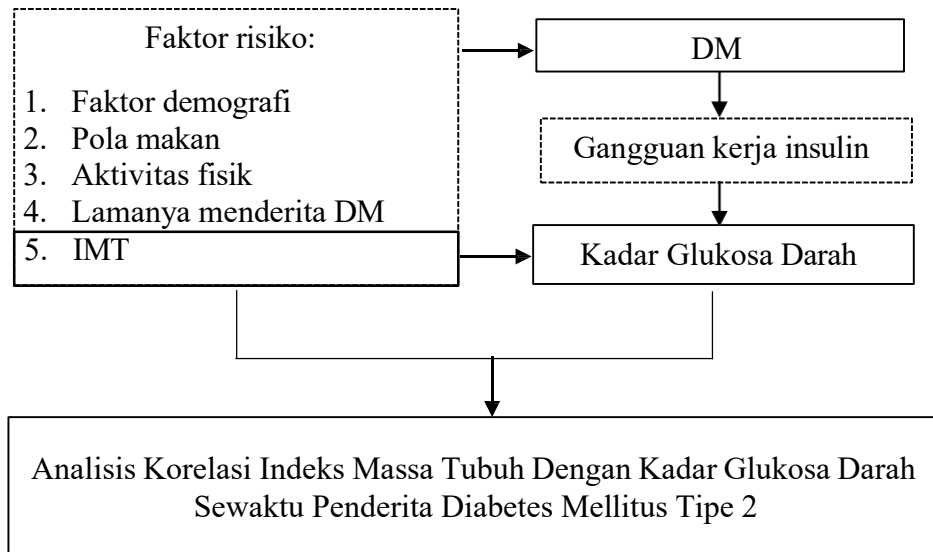 Faktor risiko:
1. Faktor demografi
2. Pola makan
3. Aktivitas fisik
4. Lamanya menderita DM
5. IMT
DM
Gangguan kerja insulin
Kadar Glukosa Darah
Analisis Korelasi Indeks Massa Tubuh Dengan Kadar Glukosa Darah
Sewaktu Penderita Diabetes Mellitus Tipe 2